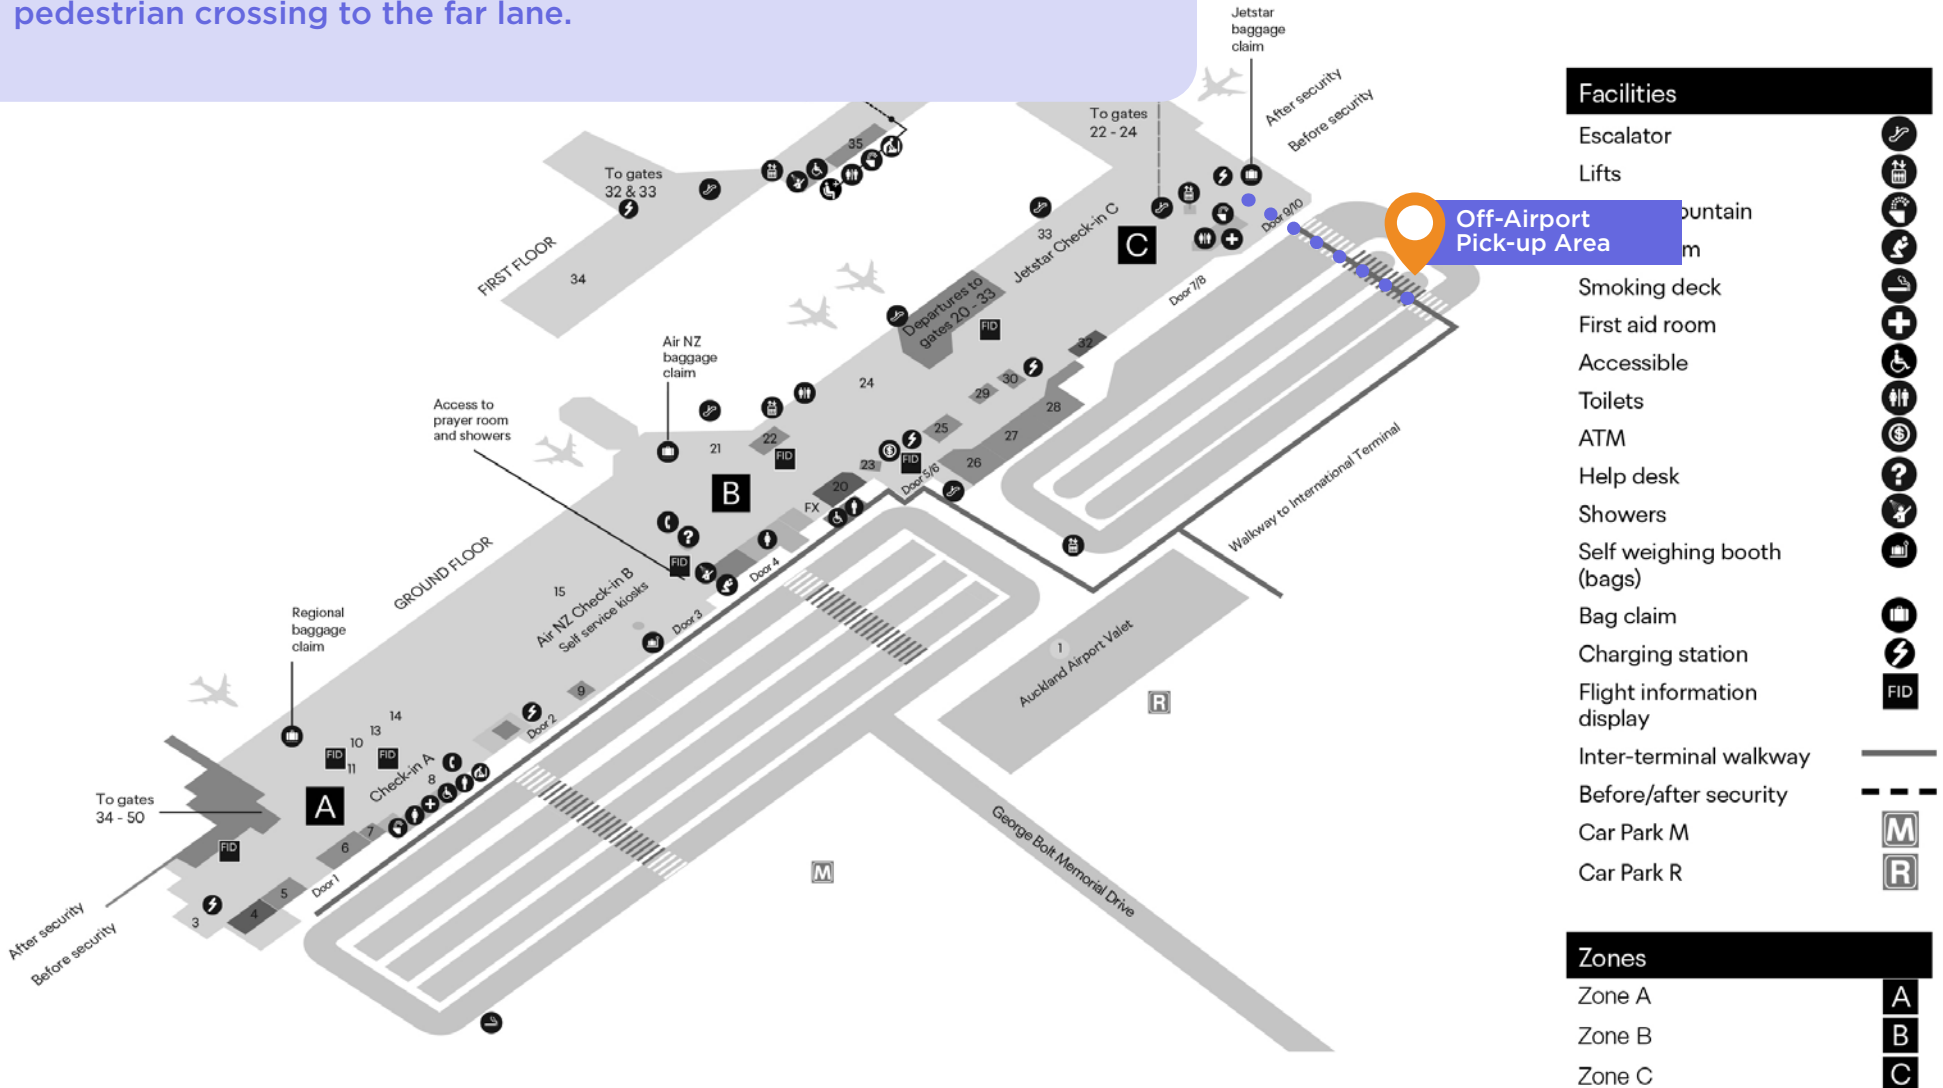 pedestrian crossing to the far lane.
Jetstar
baggage
claim
After security
Before security
To gates
22 - 24
35
To gates
32 & 33
FIRST FLOOR
34
33
Jetstar Check-in C
C
Door 9/10
Off-Airport
Pick-up Area
Door 7/8
Departures to
gates 20 - 33
FID
32
Air NZ
baggage
claim
24
30
29
28
27
26
25
Access to
prayer room
and showers
21
22
FID
23
FID
Door 5/6
20
FX
B
Walkway to International Terminal
GROUND FLOOR
FID
Door 4
15
Air NZ Check-in B
Self service kiosks
Door 3
Regional
baggage
claim
1
Auckland Airport Valet
R
9
Door 2
14
13
10
11
FID
FID
Check-in A
8
A
7
6
To gates
34 - 50
FID
5
4
3
Door 1
M
George Bolt Memorial Drive
After security
Before security
Facilities
Escalator
Lifts
ountain
m
Smoking deck
First aid room
Accessible
Toilets
ATM
Help desk
Showers
Self weighing booth
(bags)
Bag claim
Charging station
Flight information
display
FID
Inter-terminal walkway
Before/after security
Car Park M
M
Car Park R
R
Zones
Zone A
A
Zone B
B
Zone C
C